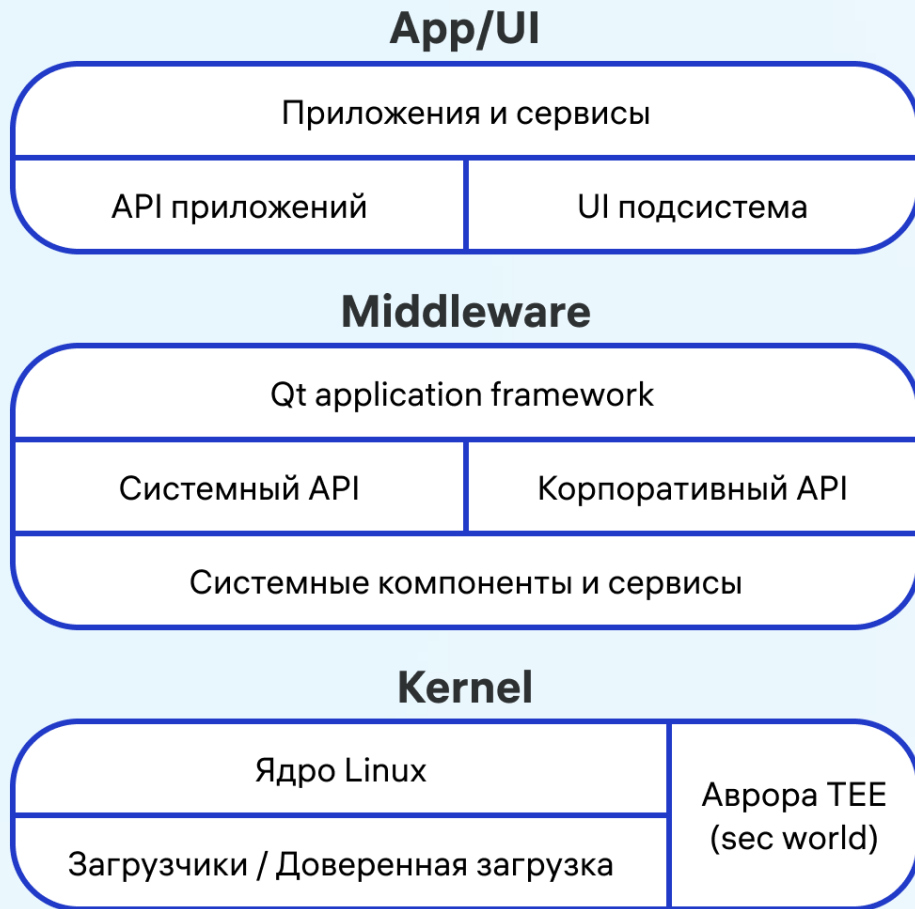 App/UI
Приложения и сервисы
API приложений
UI подсистема
Middleware
Qt application framework
Системный API
Корпоративный API
Системные компоненты и сервисы
Kernel
Ядро Linux
Аврора TEE
(sec world)
Загрузчики / Доверенная загрузка